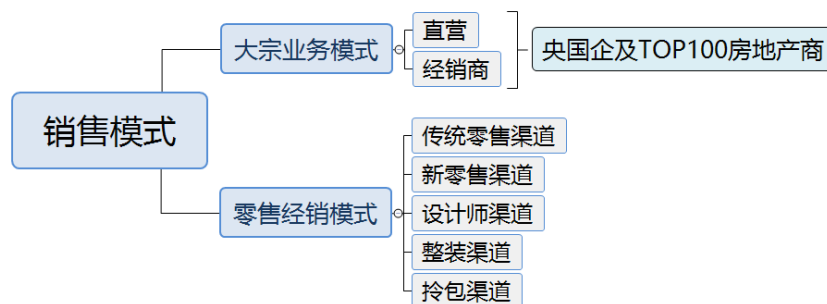 销售模式
大宗业务模式
直营
经销商
央国企及TOP100房地产商
零售经销模式
传统零售渠道
新零售渠道
设计师渠道
整装渠道
拎包渠道